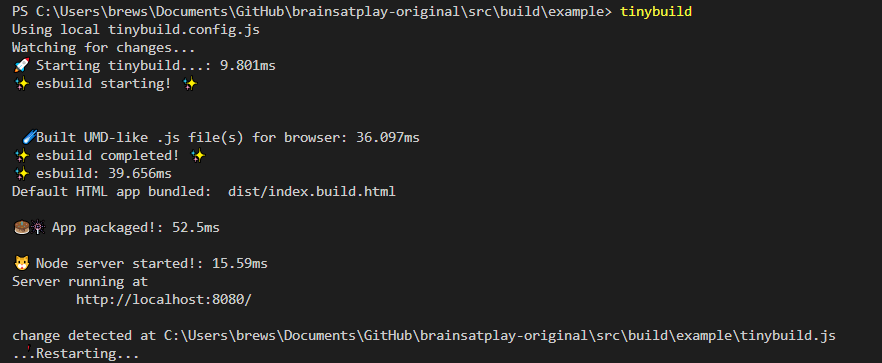 PS C:\Users\brews\Documents\GitHub\brainsatplay-original\src\build\example> tinybuild
Using local tinybuild.config.js
Watching for changes...
🚀 Starting tinybuild...: 9.801ms
✨ esbuild starting! ✨
☄️Built UMD-like .js file(s) for browser: 36.097ms
✨ esbuild completed! ✨
✨ esbuild: 39.656ms
Default HTML app bundled:  dist/index.build.html
🥞🎇 App packaged!: 52.5ms
🐱 Node server started!: 15.59ms
Server running at
http://localhost:8080/
change detected at C:\Users\brews\Documents\GitHub\brainsatplay-original\src\build\example\tinybuild.js
...Restarting...